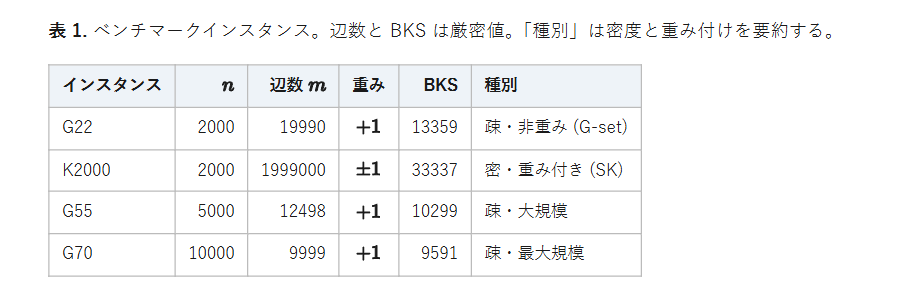 表 1. ベンチマークインスタンス。辺数と BKS は厳密値。「種別」は密度と重み付けを要約する。
インスタンス n 辺数 m 重み BKS 種別
G22 2000 19990 +1 13359 疎・非重み (G-set)
K2000 2000 1999000 ±1 33337 密・重み付き (SK)
G55 5000 12498 +1 10299 疎・大規模
G70 10000 9999 +1 9591 疎・最大規模